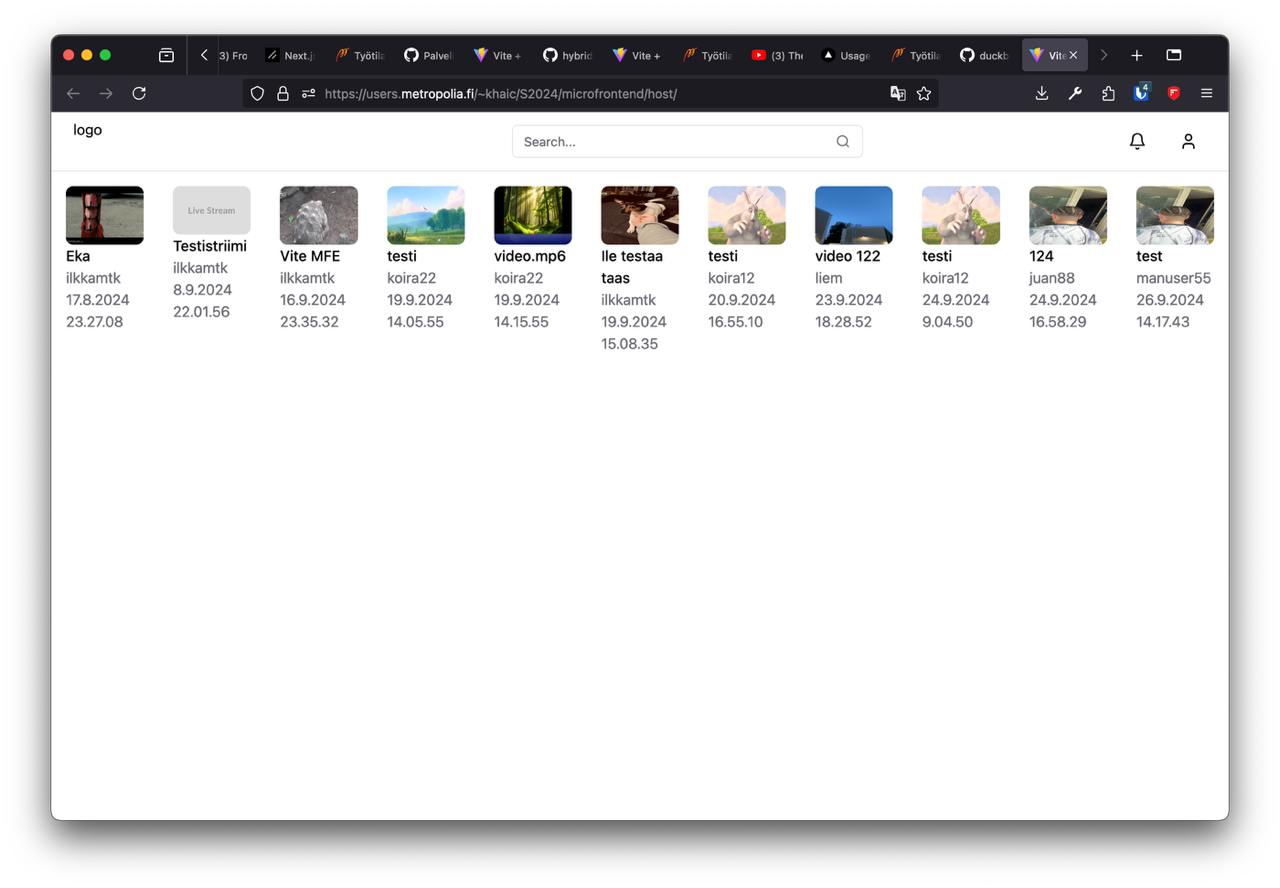 3) Fro
Next.j
Työtila
Palveli
Vite +
hybrid
Vite +
Työtila
(3) The
Usage
Työtila
duckb
Vite
https://users.metropolia.fi/~khaic/S2024/microfrontend/host/
4
logo
Search...
Eka
ilkkamtk
17.8.2024
23.27.08
Live Stream
Testistriimi
ilkkamtk
8.9.2024
22.01.56
Vite MFE
ilkkamtk
16.9.2024
23.35.32
testi
koira22
19.9.2024
14.05.55
video.mp6
koira22
19.9.2024
14.15.55
Ile testaa
taas
ilkkamtk
19.9.2024
15.08.35
testi
koira12
20.9.2024
16.55.10
video 122
liem
23.9.2024
18.28.52
testi
koira12
24.9.2024
9.04.50
124
juan88
24.9.2024
16.58.29
test
manuser55
26.9.2024
14.17.43